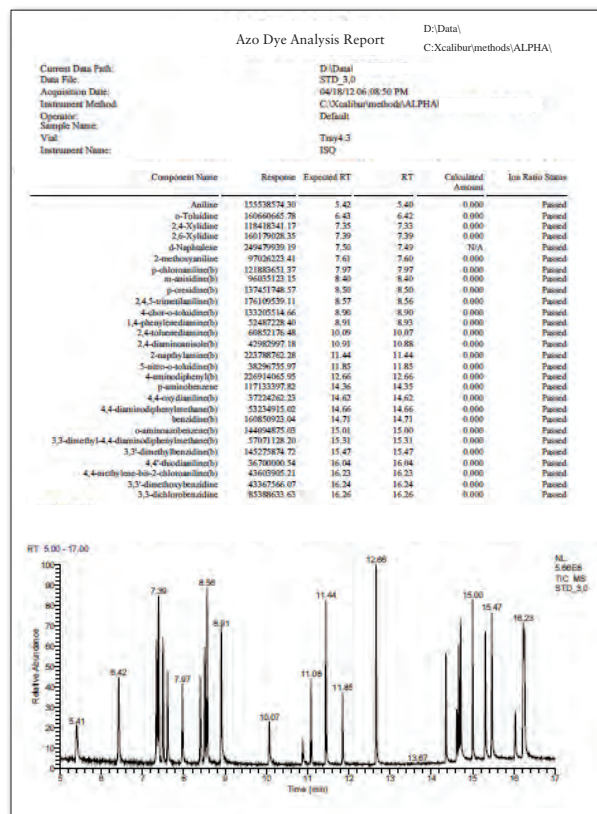 Azo Dye Analysis Report
D:\Data\
C:Xcalibur\methods\ALPHA\
Current Data Path: D:\Data\
Data File: STD_3,0
Acquisition Date: 04/18/12 06:08:50 PM
Instrument Method: C:\Xcalibur\methods\ALPHA\
Operator: Default
Sample Name:
Vial: Tray4:3
Instrument Name: ISQ
Component Name Response Expected RT RT Calculated Amount Ion Ratio Status
Aniline 155538574.30 5.42 5.40 0.000 Passed
o-Toluidine 160660665.78 6.43 6.42 0.000 Passed
2,4-Xylidine 118418341.17 7.35 7.33 0.000 Passed
2,6-Xylidine 160179028.35 7.39 7.39 0.000 Passed
d-Naphtalene 249479939.19 7.50 7.49 N/A Passed
2-methoxyaniline 97026223.41 7.61 7.60 0.000 Passed
p-chloroaniline(b) 121883651.37 7.97 7.97 0.000 Passed
m-anisidine(b) 96035123.15 8.40 8.40 0.000 Passed
p-cresidine(b) 137451748.57 8.50 8.50 0.000 Passed
2,4,5-trimetilaniline(b) 176109539.11 8.57 8.56 0.000 Passed
4-chor-o-toluidine(b) 133205514.66 8.90 8.90 0.000 Passed
1,4-phenylenediamine(b) 52487228.40 8.91 8.93 0.000 Passed
2,4-toluenediamine(b) 60852176.48 10.09 10.07 0.000 Passed
2,4-diaminoanisole(b) 42982997.18 10.91 10.88 0.000 Passed
2-napthylamine(b) 223788762.28 11.44 11.44 0.000 Passed
5-nitro-o-toluidine(b) 38296735.97 11.85 11.85 0.000 Passed
4-aminodiphenyl(b) 226914065.95 12.66 12.66 0.000 Passed
p-aminobenzene 117133397.82 14.36 14.35 0.000 Passed
4,4-oxydianiline(b) 37224262.23 14.62 14.62 0.000 Passed
4,4-diaminodiphenylmethane(b) 53234915.02 14.66 14.66 0.000 Passed
benzidine(b) 160850923.04 14.71 14.71 0.000 Passed
o-aminoazobenzene(b) 144094875.03 15.01 15.00 0.000 Passed
3,3-dimethyl-4,4-diaminodiphenylmethane(b) 57071128.20 15.31 15.31 0.000 Passed
3,3'-dimethylbenzidine(b) 145275874.72 15.47 15.47 0.000 Passed
4,4'-thiodianiline(b) 36700000.54 16.04 16.04 0.000 Passed
4,4-methylene-bis-2-chloroaniline(b) 43603905.21 16.23 16.23 0.000 Passed
3,3'-dimethoxybenzidine 43367566.07 16.24 16.24 0.000 Passed
3,3-dichlorobenzidine 85388633.63 16.26 16.26 0.000 Passed
RT 5.00 - 17.00
NL:
5.66E8
TIC MS
STD_3,0
Relative Abundance
100
90
80
70
60
50
40
30
20
10
0
5.41
6.42
7.39
7.97
8.56
8.91
10.07
11.08
11.44
11.85
12.66
13.67
15.00
15.47
16.23
5 6 7 8 9 10 11 12 13 14 15 16 17
Time (min)